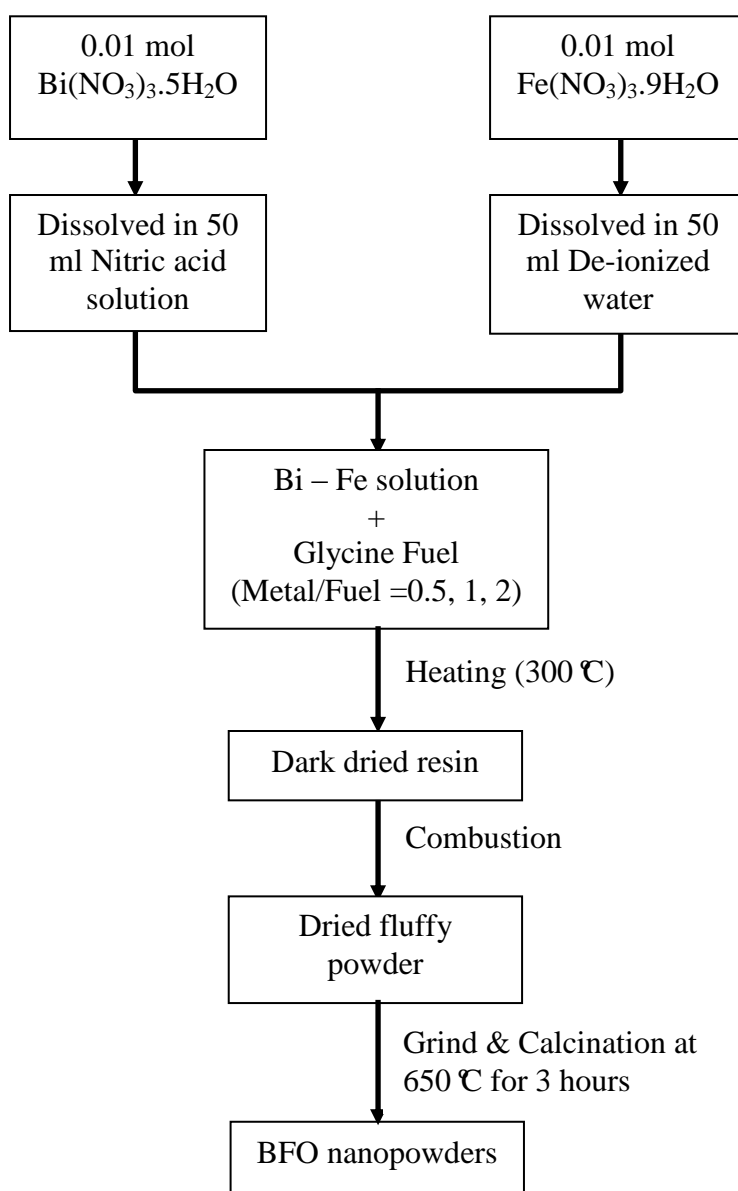 0.01 mol
Bi(NO₃)₃.5H₂O
0.01 mol
Fe(NO₃)₃.9H₂O
Dissolved in 50
ml Nitric acid
solution
Dissolved in 50
ml De-ionized
water
Bi – Fe solution
+
Glycine Fuel
(Metal/Fuel =0.5, 1, 2)
Heating (300 ℃)
Dark dried resin
Combustion
Dried fluffy
powder
Grind & Calcination at
650 ℃ for 3 hours
BFO nanopowders